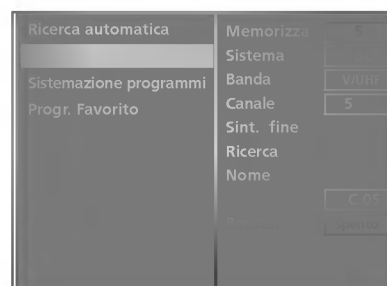 Ricerca automatica
Sistemazione programmi
Progr. Favorito
Memorizza 5
Sistema
Banda V/UHF
Canale 5
Sint. fine
Ricerca
Nome
C 05